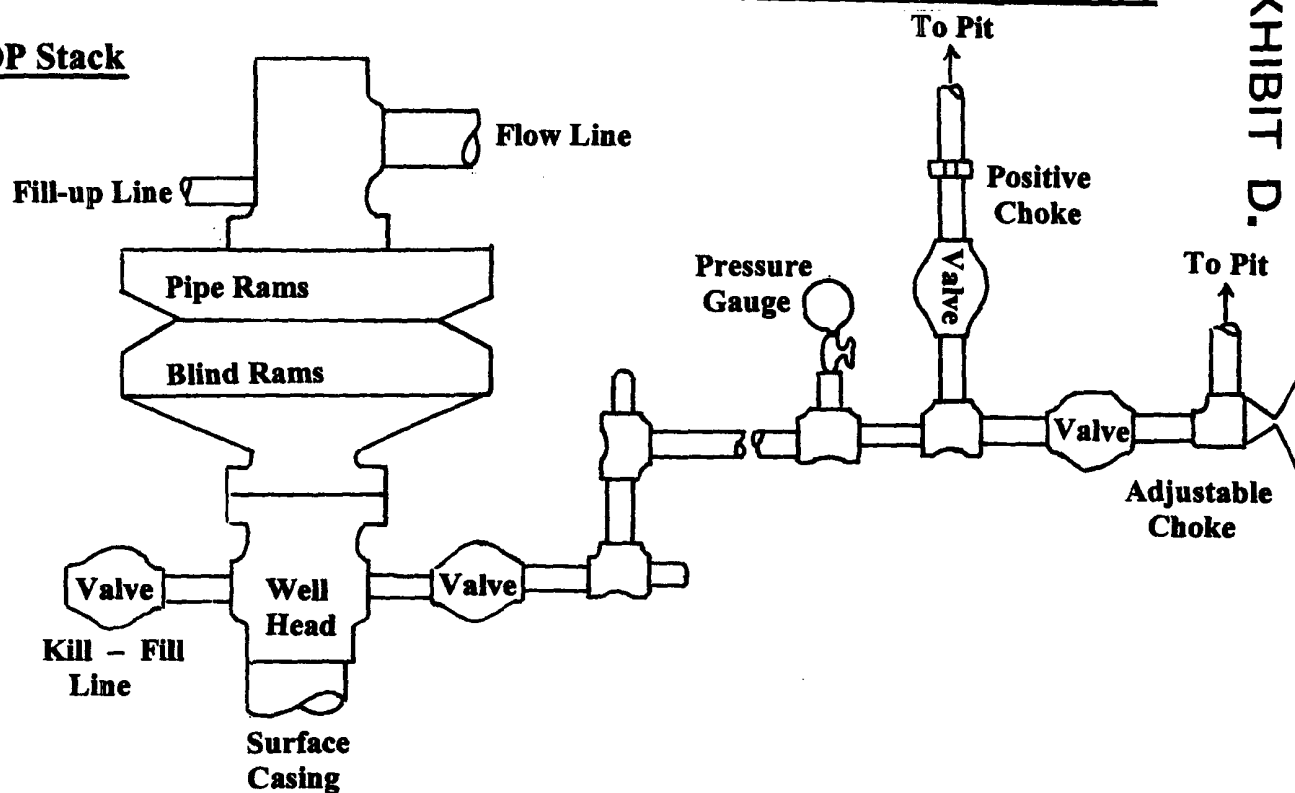 OP Stack
To Pit
Flow Line
Fill-up Line
Positive
Choke
Pipe Rams
Valve
Pressure
Gauge
To Pit
Blind Rams
Valve
Adjustable
Choke
Valve
Well
Head
Valve
Kill – Fill
Line
Surface
Casing
XHIBIT D.